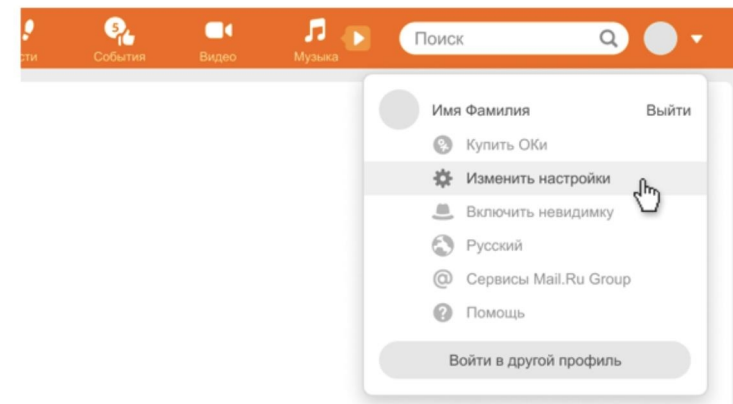 5
сти События Видео Музыка Поиск
Имя Фамилия Выйти
Купить ОКи
Изменить настройки
Включить невидимку
Русский
@ Сервисы Mail.Ru Group
? Помощь
Войти в другой профиль